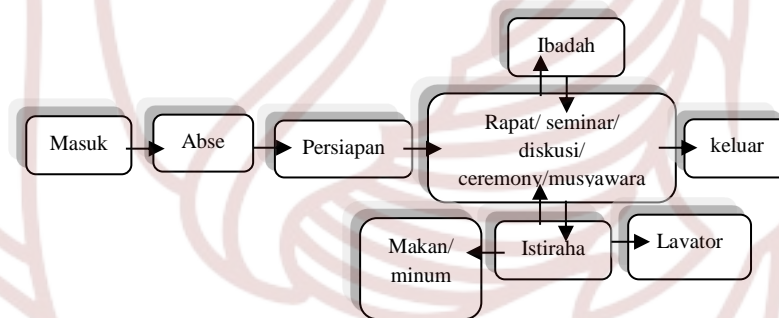 Ibadah
Masuk
Abse
Persiapan
Rapat/ seminar/
diskusi/
ceremony/musyawara
keluar
Makan/
minum
Istiraha
Lavator